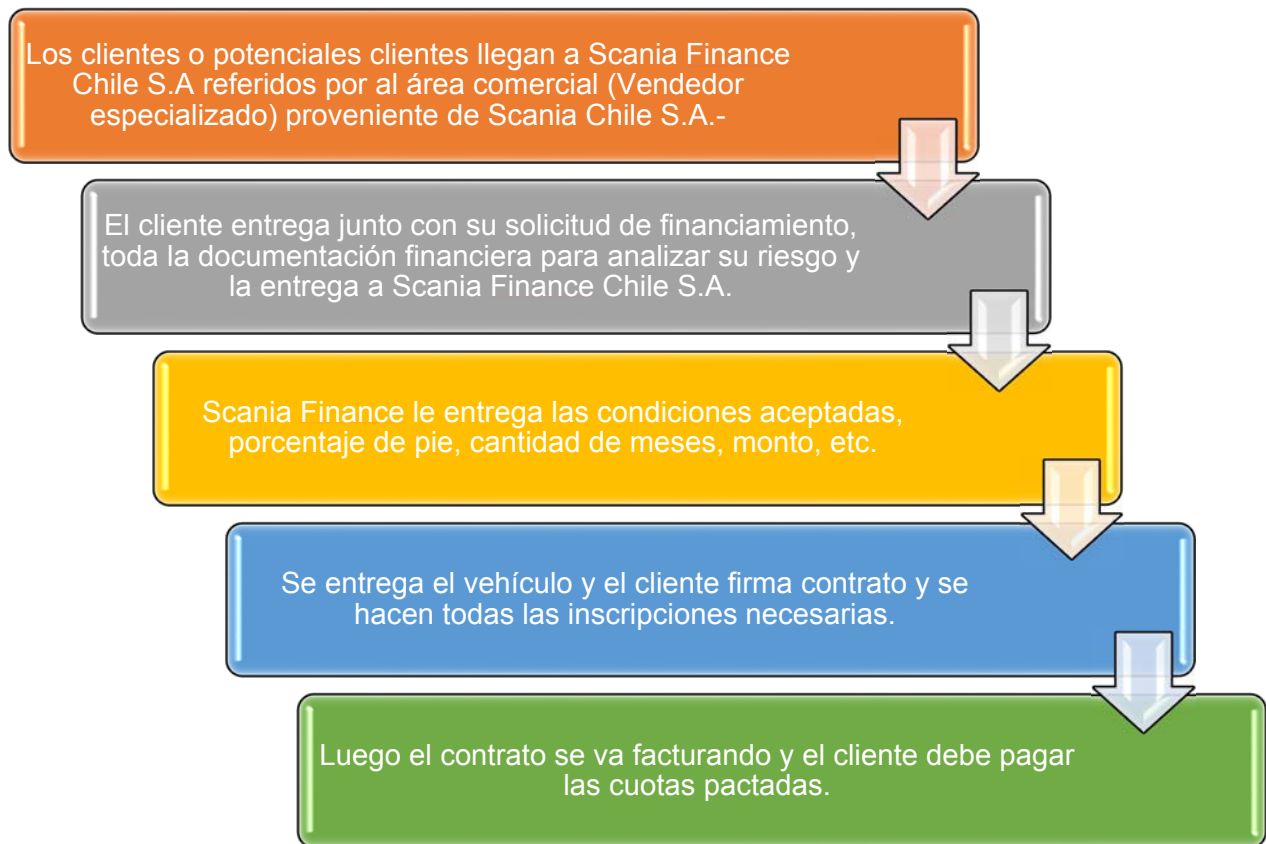 Los clientes o potenciales clientes llegan a Scania Finance
Chile S.A referidos por al área comercial (Vendedor
especializado) proveniente de Scania Chile S.A.-
El cliente entrega junto con su solicitud de financiamiento,
toda la documentación financiera para analizar su riesgo y
la entrega a Scania Finance Chile S.A.
Scania Finance le entrega las condiciones aceptadas,
porcentaje de pie, cantidad de meses, monto, etc.
Se entrega el vehículo y el cliente firma contrato y se
hacen todas las inscripciones necesarias.
Luego el contrato se va facturando y el cliente debe pagar
las cuotas pactadas.